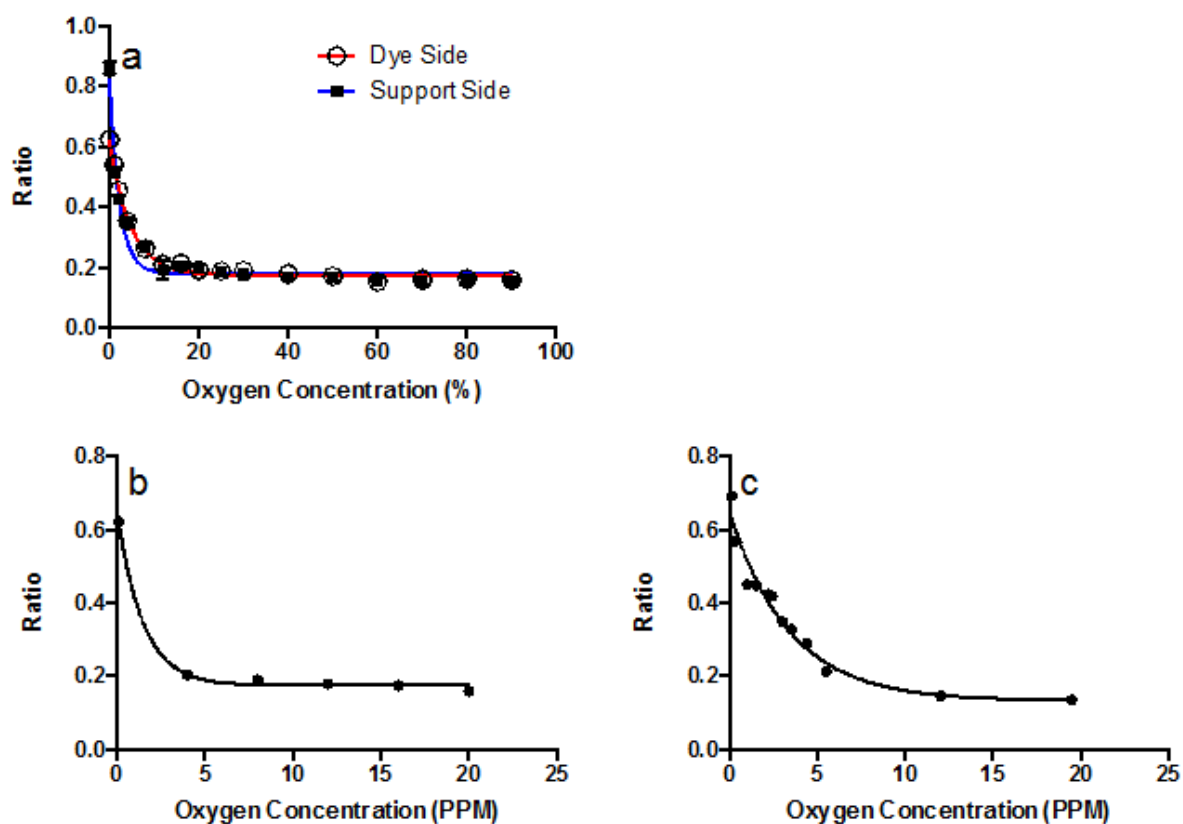 1.0
a
Dye Side
Support Side
0.8
0.6
0.4
0.2
0.0
Ratio
0 20 40 60 80 100
Oxygen Concentration (%)
0.8
b
0.6
0.4
0.2
0.0
Ratio
0 5 10 15 20 25
Oxygen Concentration (PPM)
0.8
c
0.6
0.4
0.2
0.0
Ratio
0 5 10 15 20 25
Oxygen Concentration (PPM)